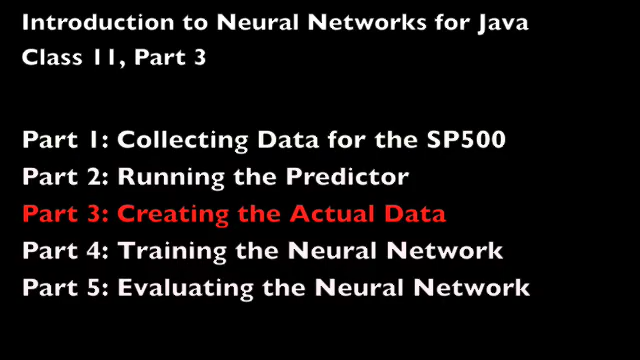 Introduction to Neural Networks for Java
Class 11, Part 3
Part 1: Collecting Data for the SP500
Part 2: Running the Predictor
Part 3: Creating the Actual Data
Part 4: Training the Neural Network
Part 5: Evaluating the Neural Network